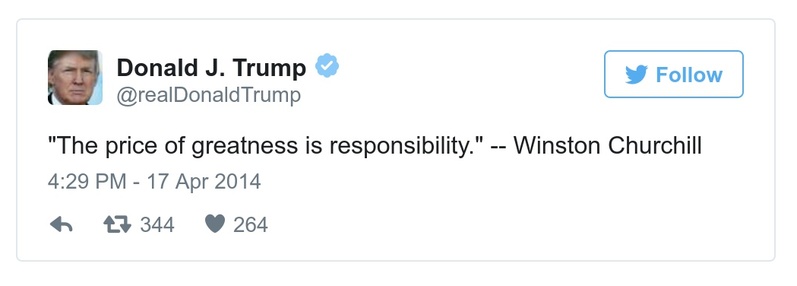 Donald J. Trump
@realDonaldTrump
Follow
"The price of greatness is responsibility." -- Winston Churchill
4:29 PM - 17 Apr 2014
344 264